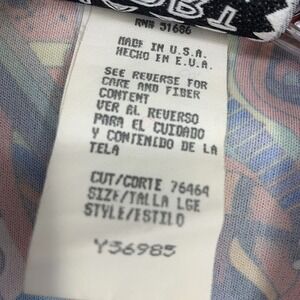 RN# 51686
MADE IN U.S.A.
HECHO EN E.U.A.
SEE REVERSE FOR
CARE AND FIBER
CONTENT
VER AL REVERSO
PARA EL CUIDADO
Y CONTENIDO DE LA
TELA
CUT/CORTE 76464
SIZE/TALLA LGE
STYLE/ESTILO
Y36985